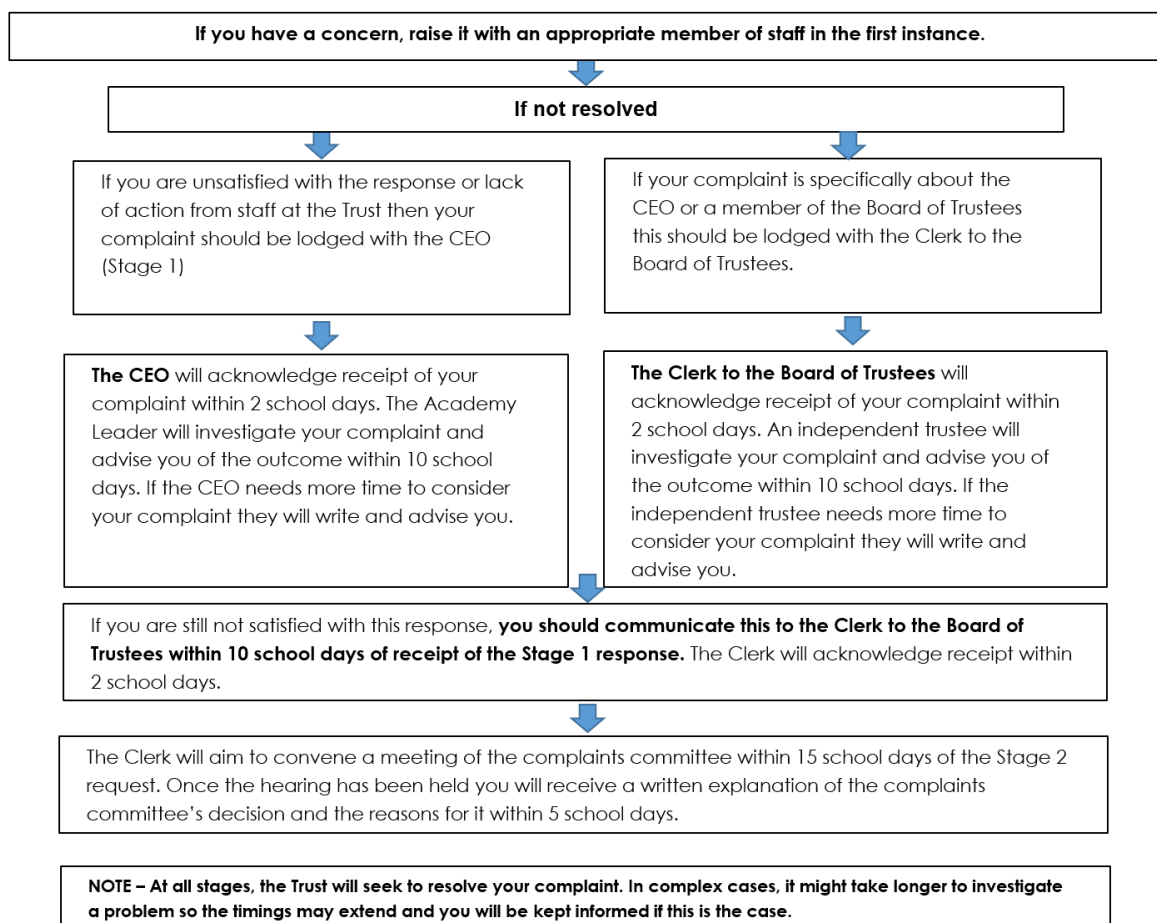 If you have a concern, raise it with an appropriate member of staff in the first instance.
If not resolved
If you are unsatisfied with the response or lack
of action from staff at the Trust then your
complaint should be lodged with the CEO
(Stage 1)
If your complaint is specifically about the
CEO or a member of the Board of Trustees
this should be lodged with the Clerk to the
Board of Trustees.
The CEO will acknowledge receipt of your
complaint within 2 school days. The Academy
Leader will investigate your complaint and
advise you of the outcome within 10 school
days. If the CEO needs more time to consider
your complaint they will write and advise you.
The Clerk to the Board of Trustees will
acknowledge receipt of your complaint within
2 school days. An independent trustee will
investigate your complaint and advise you of
the outcome within 10 school days. If the
independent trustee needs more time to
consider your complaint they will write and
advise you.
If you are still not satisfied with this response, you should communicate this to the Clerk to the Board of
Trustees within 10 school days of receipt of the Stage 1 response. The Clerk will acknowledge receipt within
2 school days.
The Clerk will aim to convene a meeting of the complaints committee within 15 school days of the Stage 2
request. Once the hearing has been held you will receive a written explanation of the complaints
committee's decision and the reasons for it within 5 school days.
NOTE – At all stages, the Trust will seek to resolve your complaint. In complex cases, it might take longer to investigate
a problem so the timings may extend and you will be kept informed if this is the case.